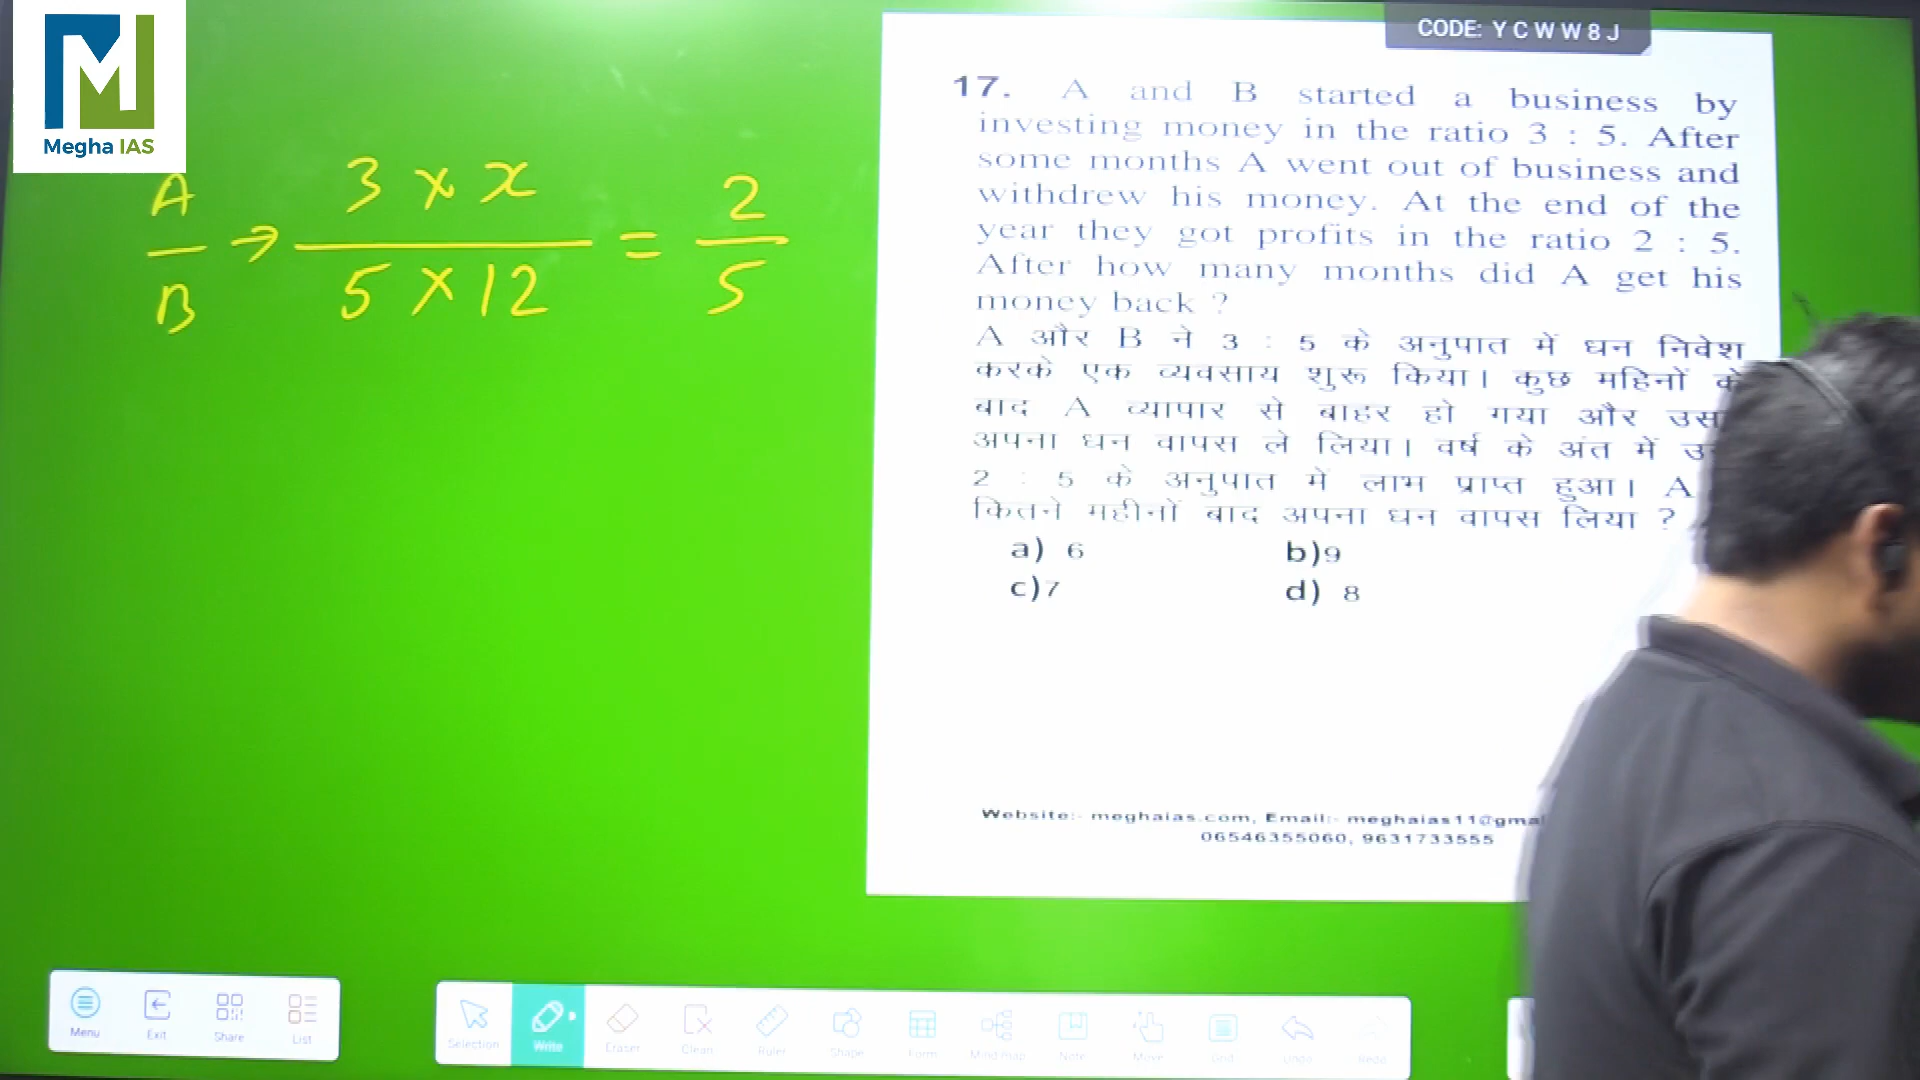 Megha IAS
CODE: Y C W W 8 J
A/B → 3 × x / 5 × 12 = 2/5
17. A and B started a business by
investing money in the ratio 3 : 5. After
some months A went out of business and
withdrew his money. At the end of the
year they got profits in the ratio 2 : 5.
After how many months did A get his
money back ?
A और B ने 3 : 5 के अनुपात में धन निवेश
करके एक व्यवसाय शुरू किया। कुछ महिनों के
बाद A व्यापार से बाहर हो गया और
अपना धन वापस ले लिया। वर्ष के अंत में
2 : 5 के अनुपात में लाभ प्राप्त हुआ। A
कितने महीनों बाद अपना धन वापस लिया ?
a) 6 b)9
c)7 d) 8
Website:- meghaias.com, Email:- meghaias11@gma
06546355060, 9631733555
Menu Exit Share List
Selection Write Eraser Clean Ruler Shape Form Mind map Note Move Grid Undo Redo